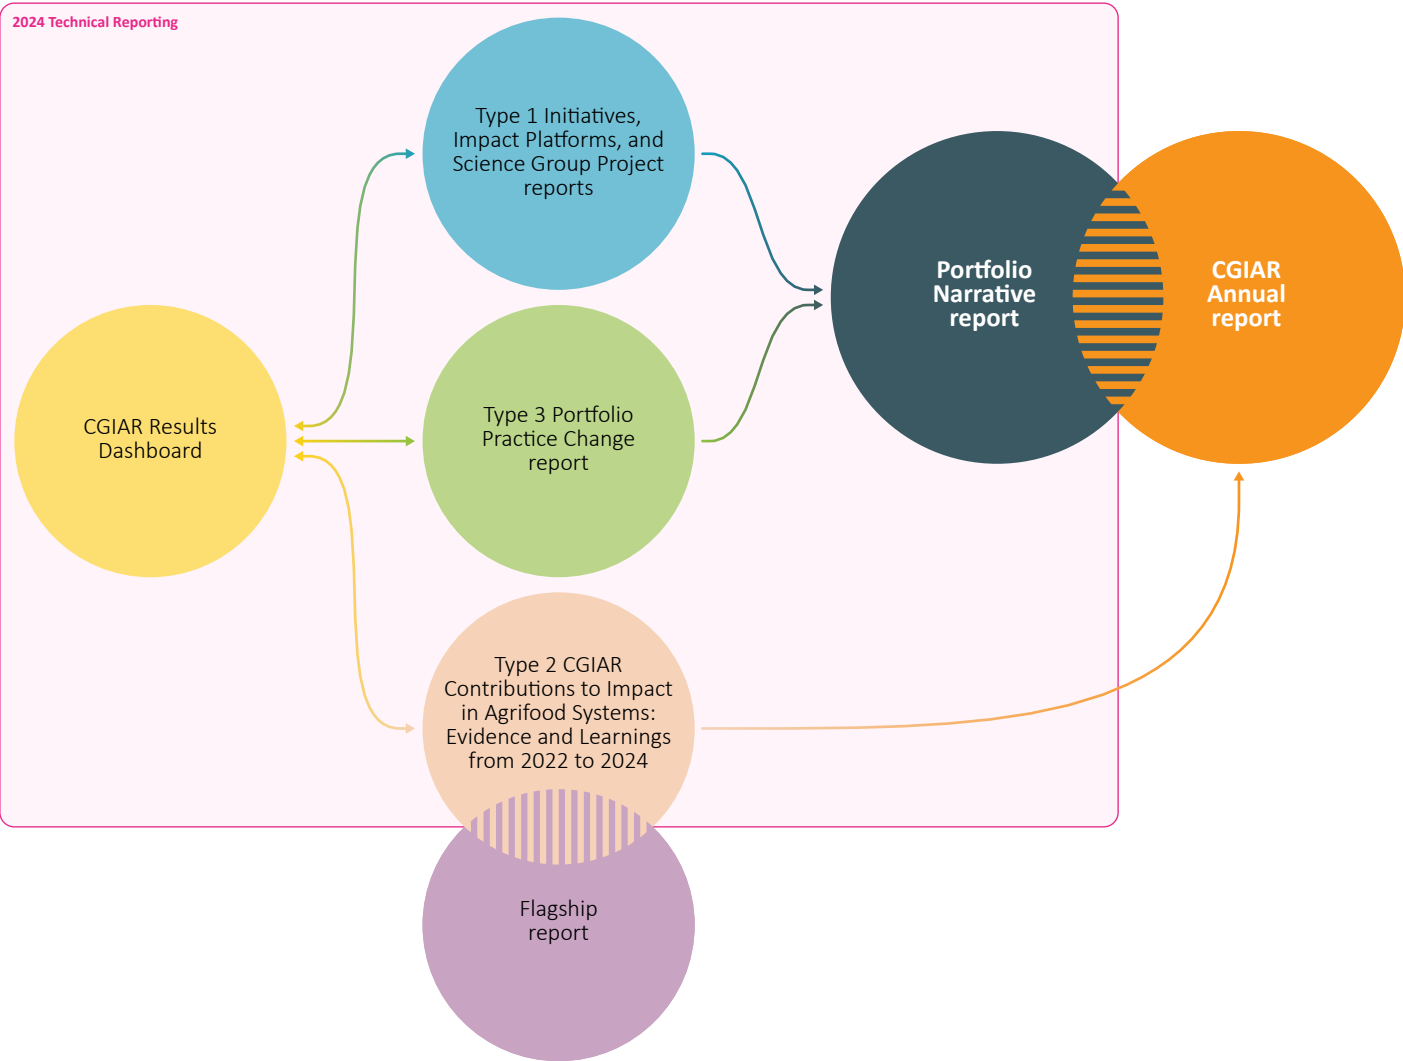 2024 Technical Reporting
Type 1 Initiatives,
Impact Platforms, and
Science Group Project
reports
Portfolio
Narrative
report
CGIAR
Annual
report
CGIAR Results
Dashboard
Type 3 Portfolio
Practice Change
report
Type 2 CGIAR
Contributions to Impact
in Agrifood Systems:
Evidence and Learnings
from 2022 to 2024
Flagship
report